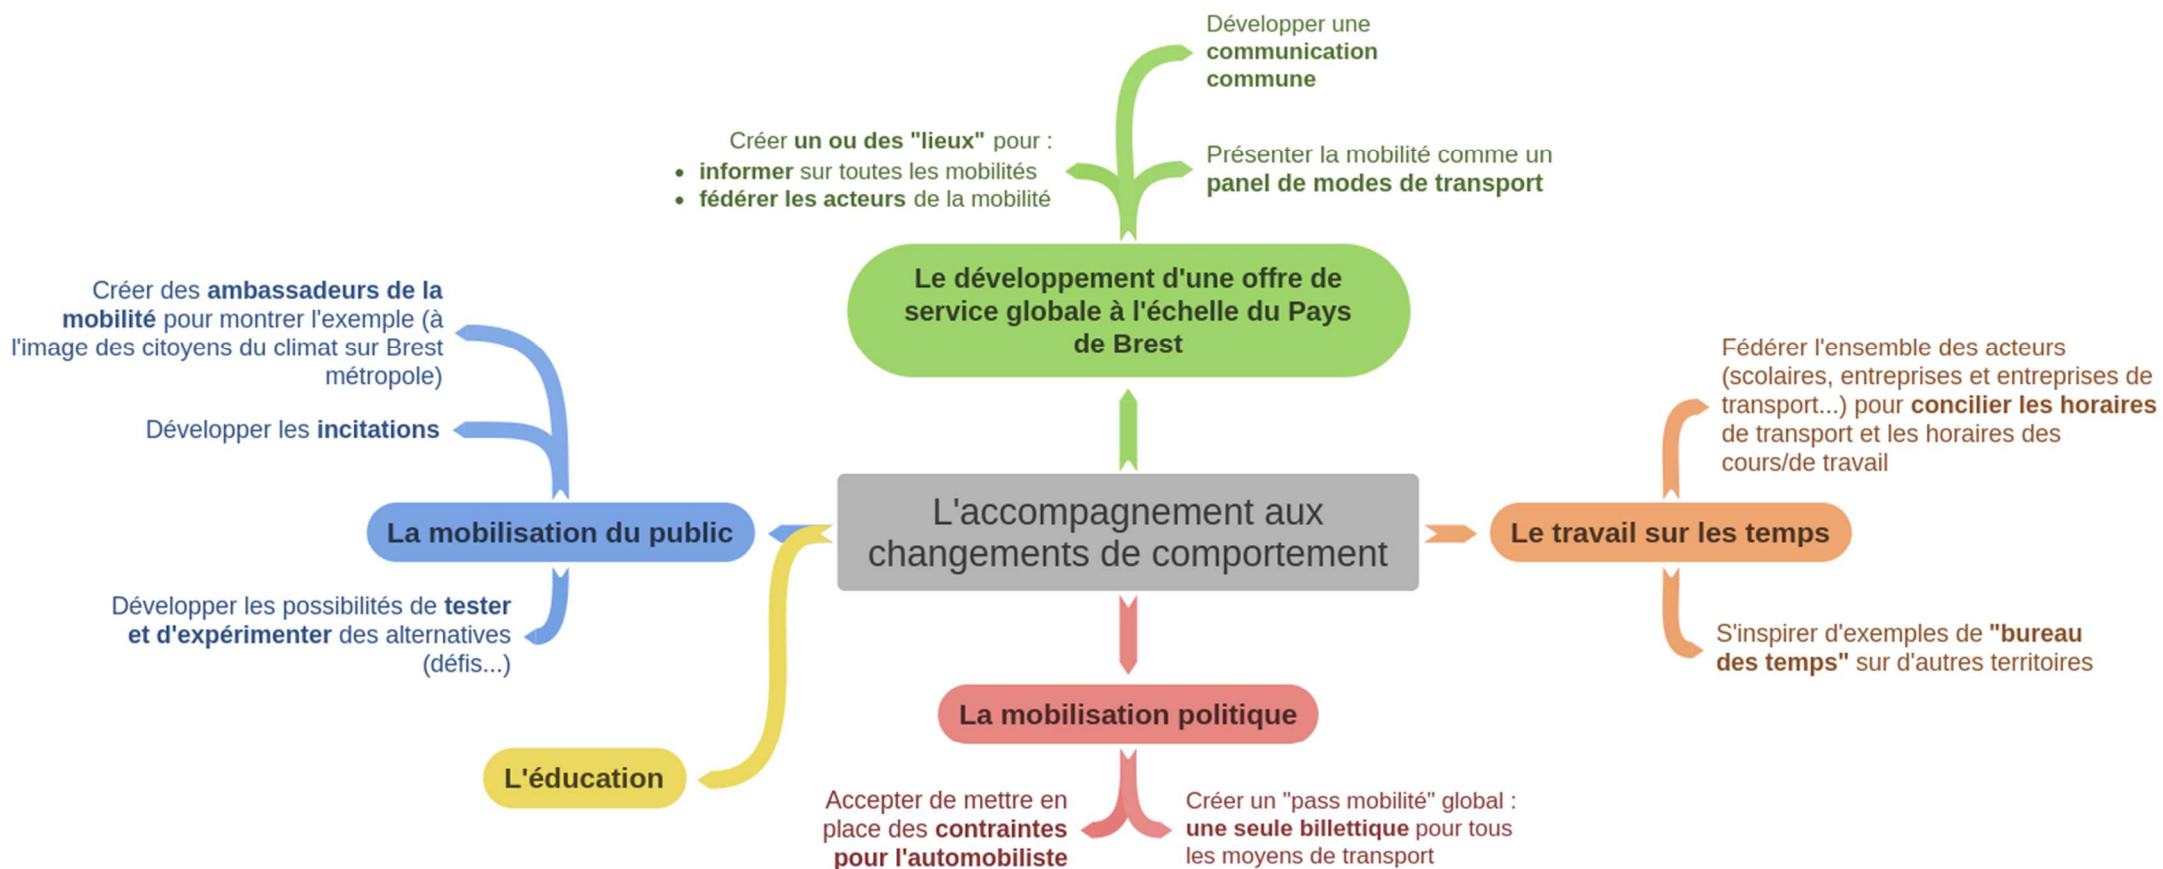 Développer une
communication
commune
Créer un ou des "lieux" pour :
• informer sur toutes les mobilités
• fédérer les acteurs de la mobilité
Présenter la mobilité comme un
panel de modes de transport
Le développement d'une offre de
service globale à l'échelle du Pays
de Brest
Créer des ambassadeurs de la
mobilité pour montrer l'exemple (à
l'image des citoyens du climat sur Brest
métropole)
Développer les incitations
La mobilisation du public
Développer les possibilités de tester
et d'expérimenter des alternatives
(défis...)
L'accompagnement aux
changements de comportement
Fédérer l'ensemble des acteurs
(scolaires, entreprises et entreprises de
transport...) pour concilier les horaires
de transport et les horaires des
cours/de travail
Le travail sur les temps
S'inspirer d'exemples de "bureau
des temps" sur d'autres territoires
La mobilisation politique
L'éducation
Accepter de mettre en
place des contraintes
pour l'automobiliste
Créer un "pass mobilité" global :
une seule billettique pour tous
les moyens de transport